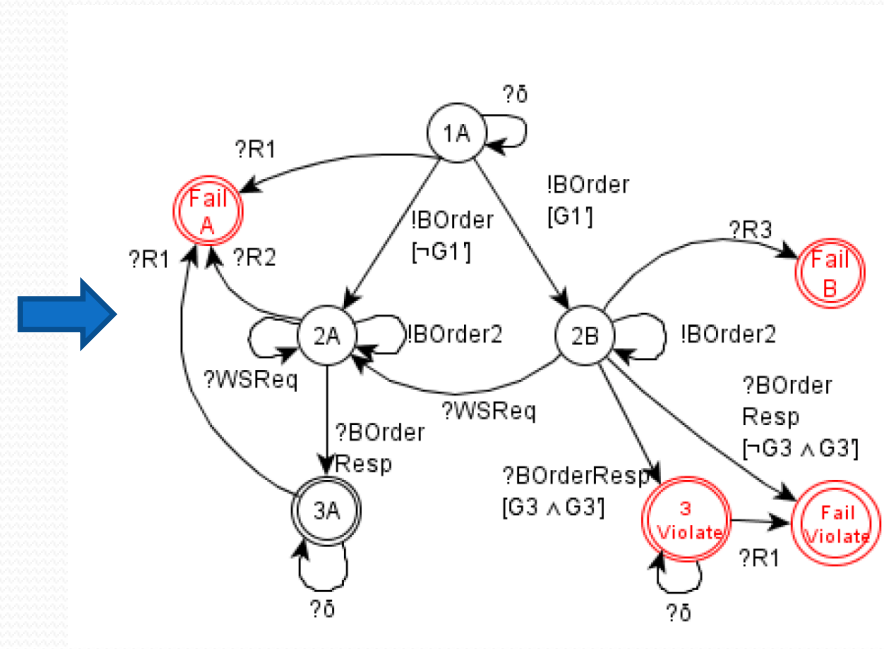 ?δ
1A
?R1
Fail
A
!BOrder
[¬G1']
!BOrder
[G1']
?R3
Fail
B
?R1
?R2
2A
!BOrder2
2B
!BOrder2
?WSReq
?WSReq
?BOrder
Resp
[¬G3 ∧ G3']
?BOrder
Resp
?BOrderResp
[G3 ∧ G3']
3A
3
Violate
Fail
Violate
?R1
?δ
?δ